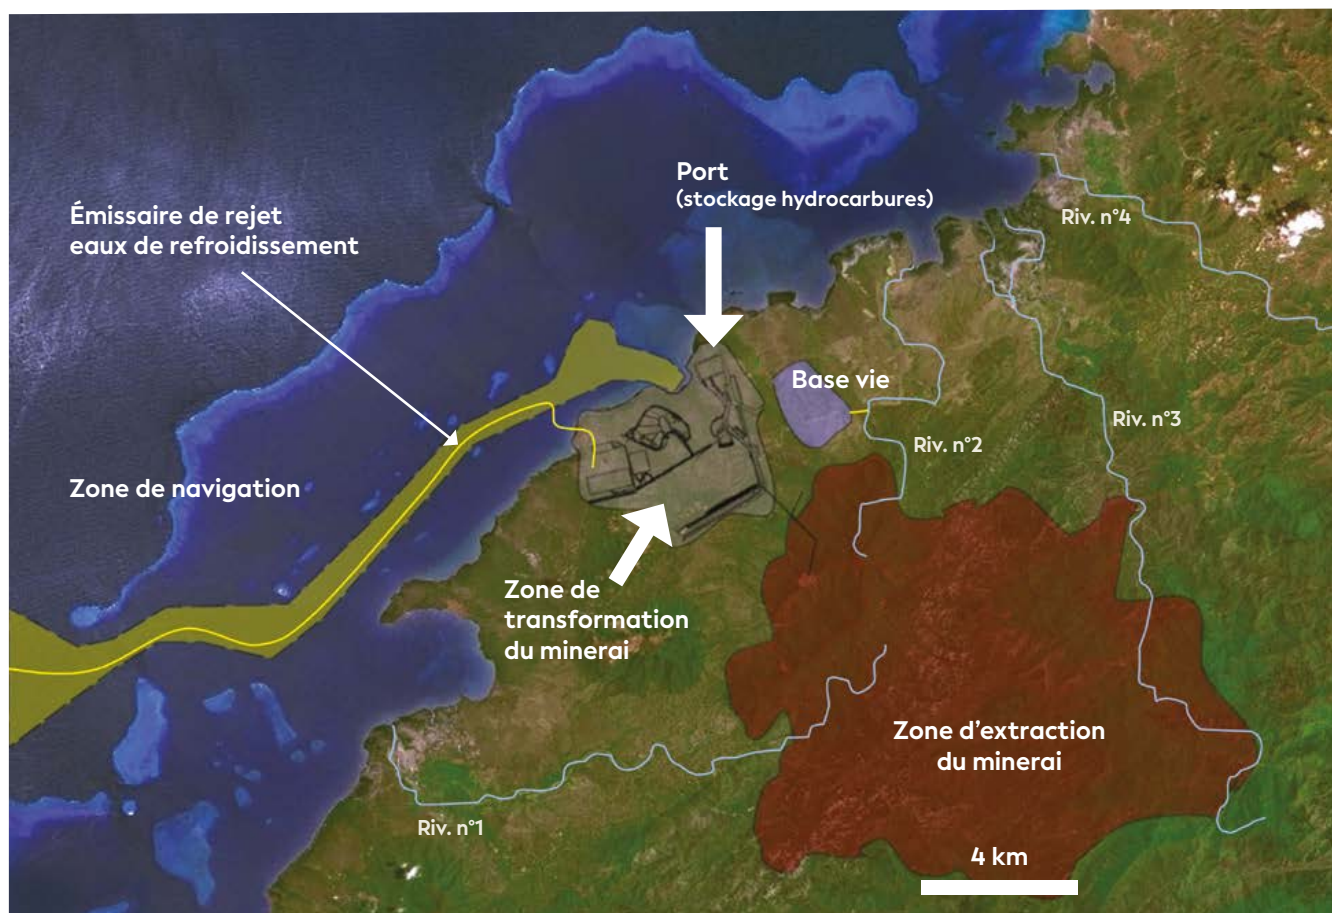 Port
(stockage hydrocarbures)
Émissaire de rejet
eaux de refroidissement
Riv. n°4
Base vie
Riv. n°3
Riv. n°2
Zone de navigation
Zone de
transformation
du minerai
Zone d'extraction
du minerai
Riv. n°1
4 km